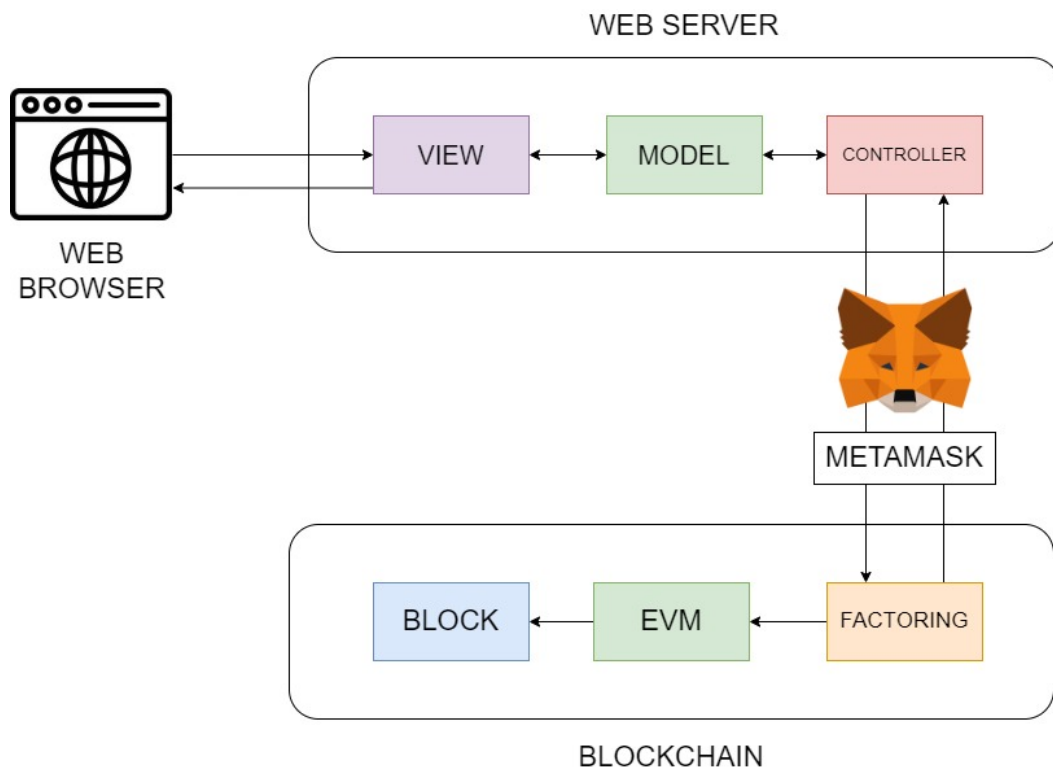 WEB SERVER
VIEW
MODEL
CONTROLLER
WEB
BROWSER
METAMASK
BLOCK
EVM
FACTORING
BLOCKCHAIN